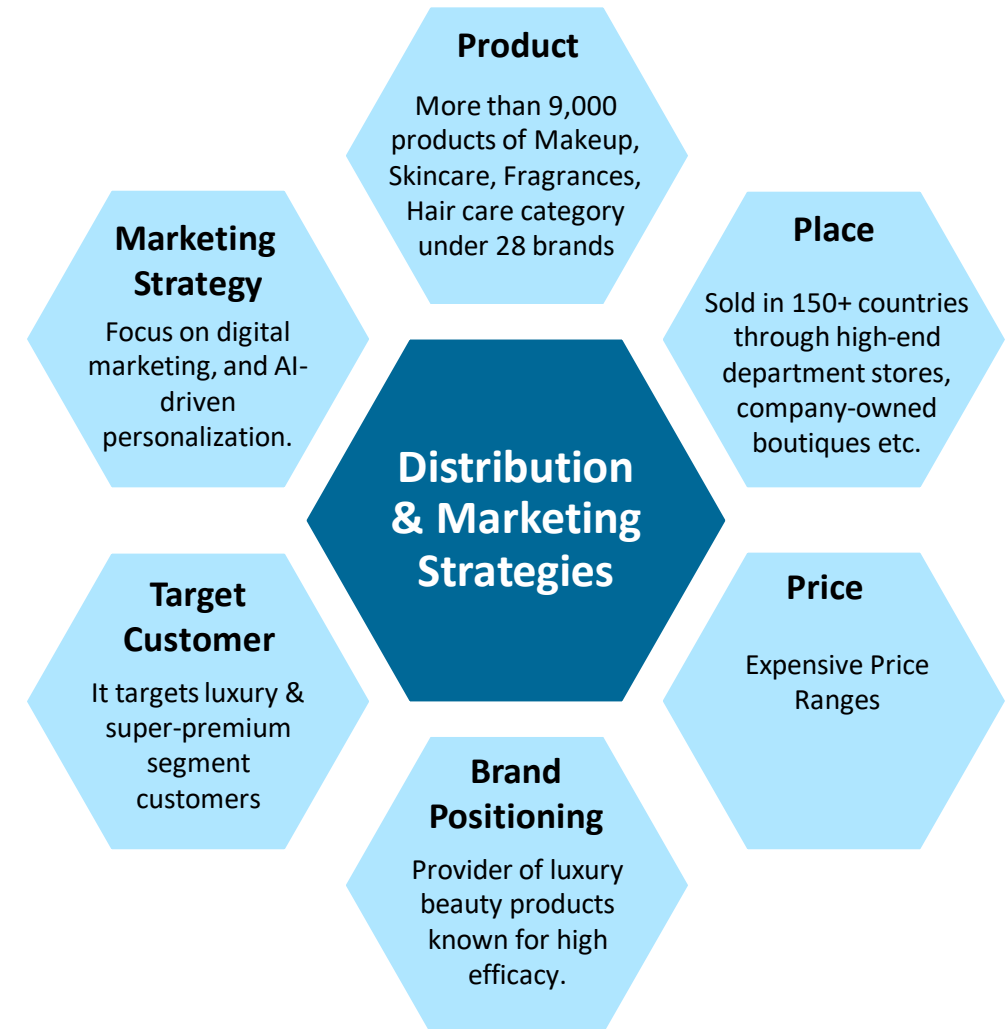 Product
More than 9,000
products of Makeup,
Skincare, Fragrances,
Hair care category
under 28 brands
Marketing
Strategy
Focus on digital
marketing, and AI-
driven
personalization.
Place
Sold in 150+ countries
through high-end
department stores,
company-owned
boutiques etc.
Distribution
& Marketing
Strategies
Target
Customer
It targets luxury &
super-premium
segment
customers
Price
Expensive Price
Ranges
Brand
Positioning
Provider of luxury
beauty products
known for high
efficacy.